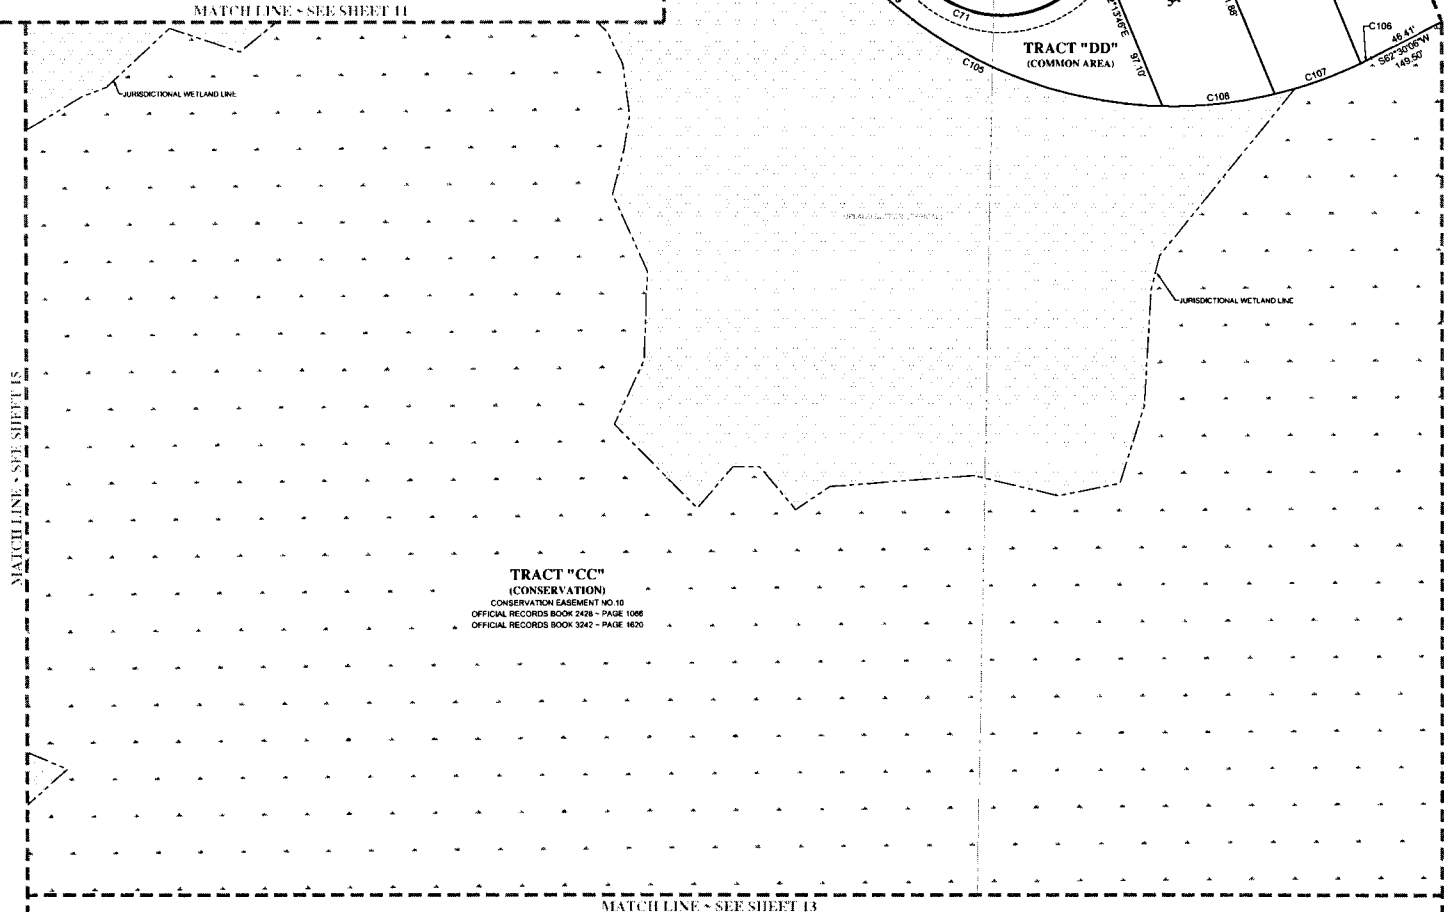 MATCH LINE ~ SEE SHEET 11
C71
TRACT "DD"
(COMMON AREA)
C105
97.10'
C106
46.41'
S62°30'06"W
149.50'
C107
C108
JURISDICTIONAL WETLAND LINE
JURISDICTIONAL WETLAND LINE
MATCH LINE ~ SEE SHEET 15
TRACT "CC"
(CONSERVATION)
CONSERVATION EASEMENT NO.10
OFFICIAL RECORDS BOOK 2428 ~ PAGE 1066
OFFICIAL RECORDS BOOK 3242 ~ PAGE 1620
MATCH LINE ~ SEE SHEET 13